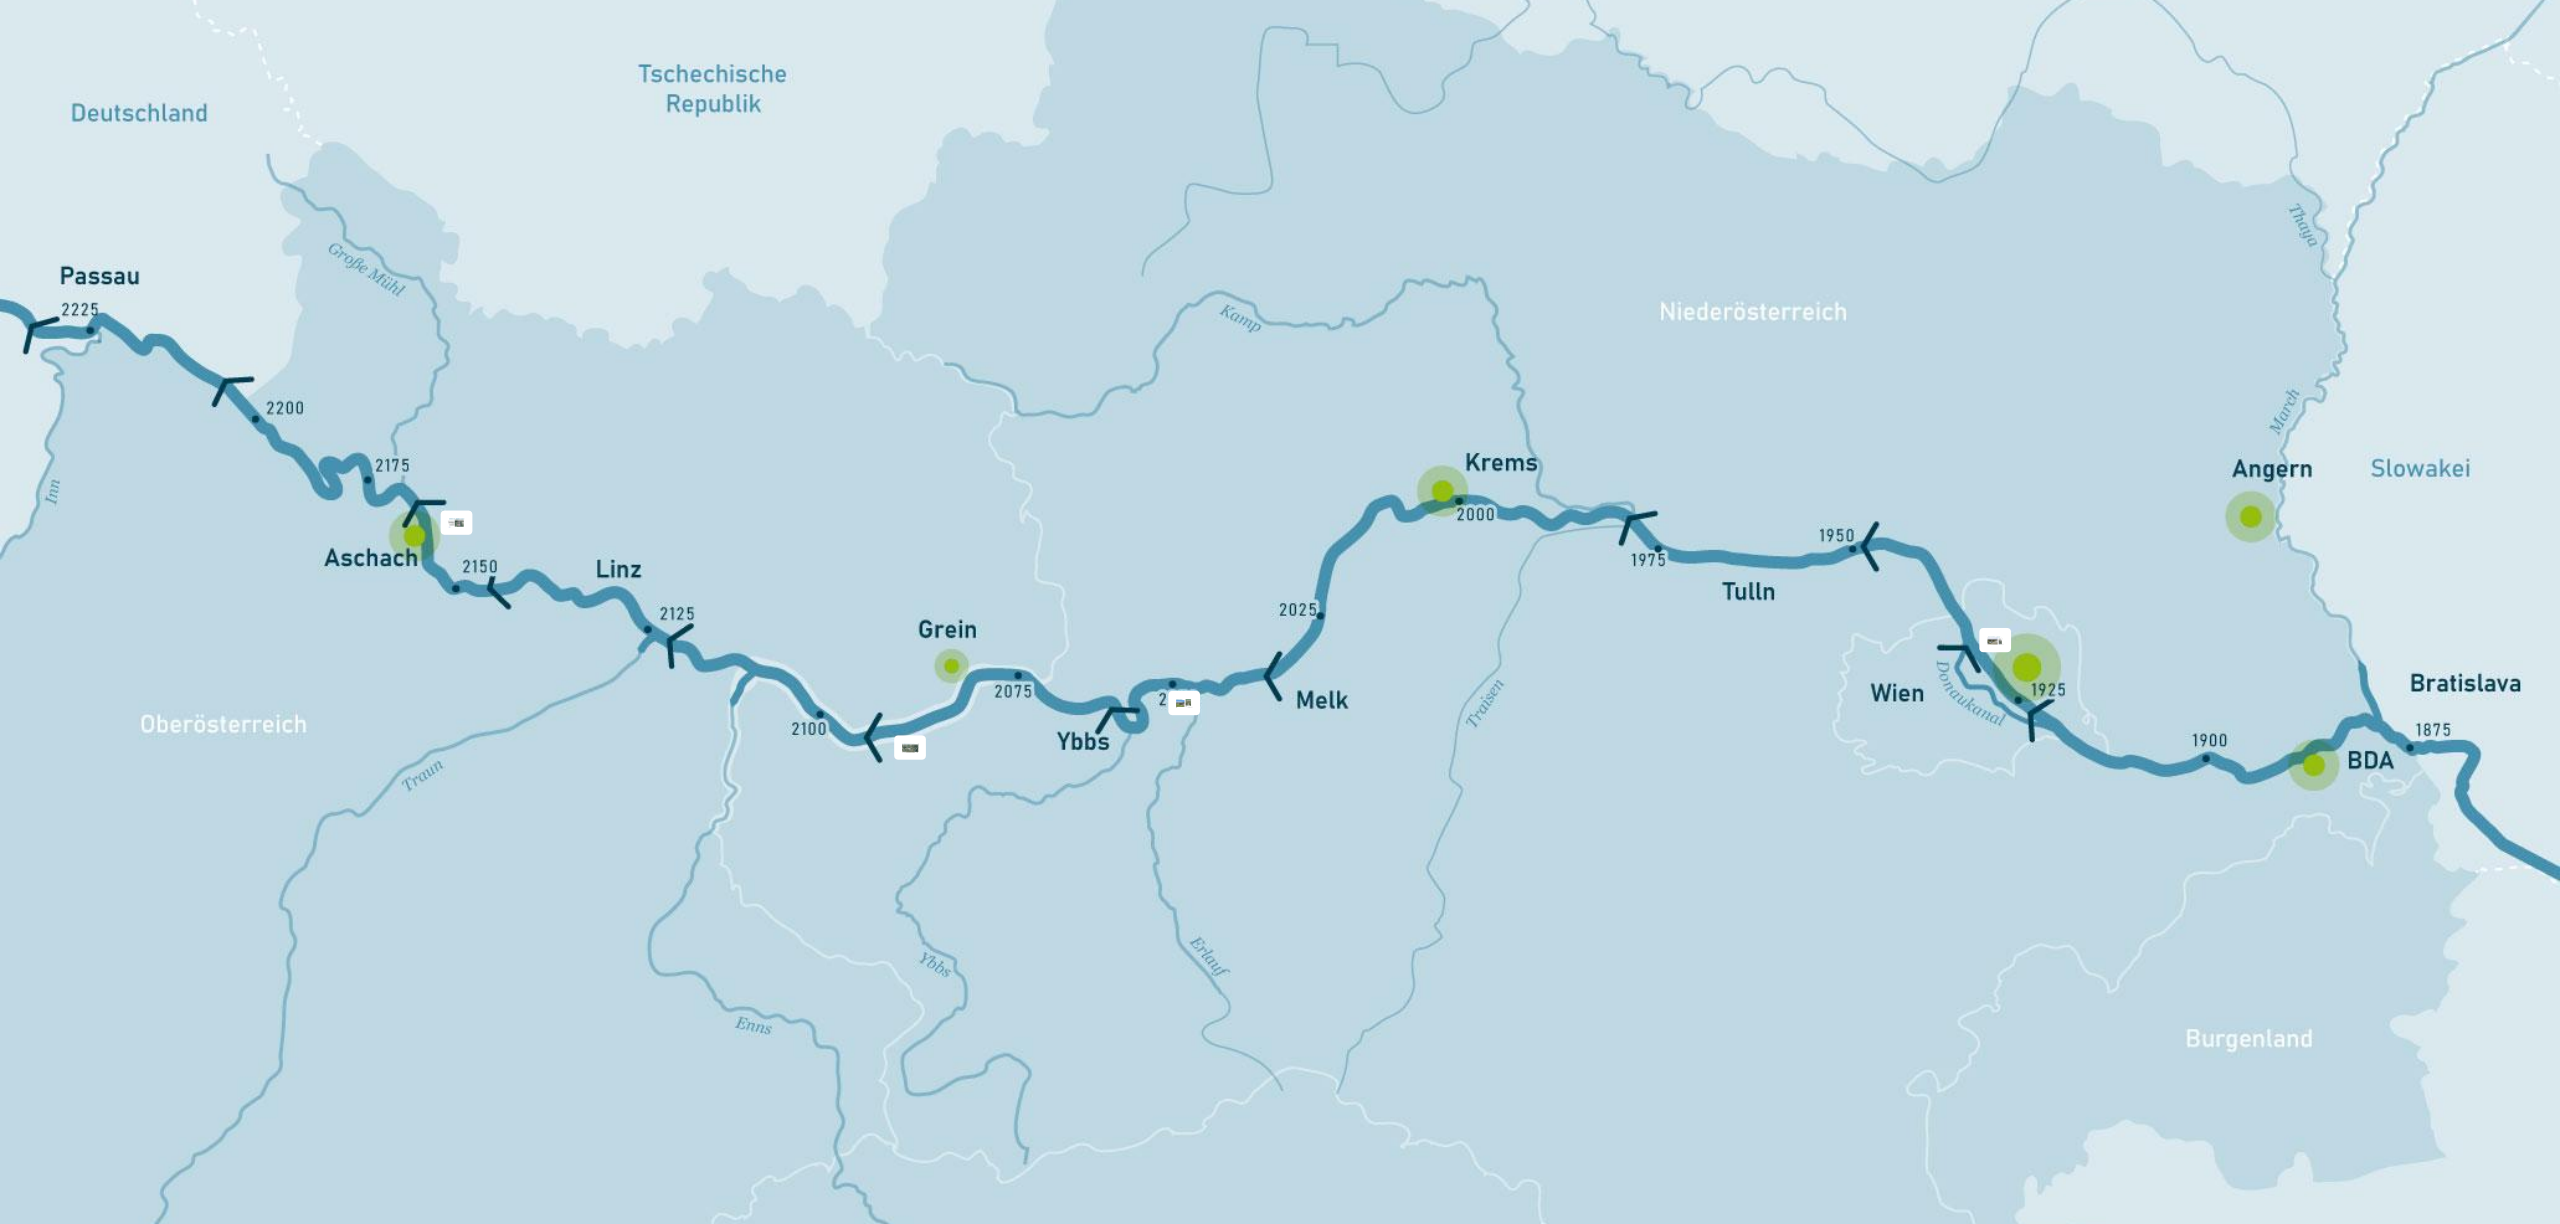 Tschechische
Republik
Deutschland
Thaya
Große Mühl
Passau
2225
Kamp
Niederösterreich
2200
March
Krems
2175
Angern
Slowakei
Inn
2000
1950
Aschach
1975
2150
Linz
Tulln
2025
2125
Grein
Donaukanal
Bratislava
Wien
1925
2075
Melk
Traisen
Oberösterreich
2100
Ybbs
1900
1875
BDA
Traun
Ybbs
Erlauf
Enns
Burgenland